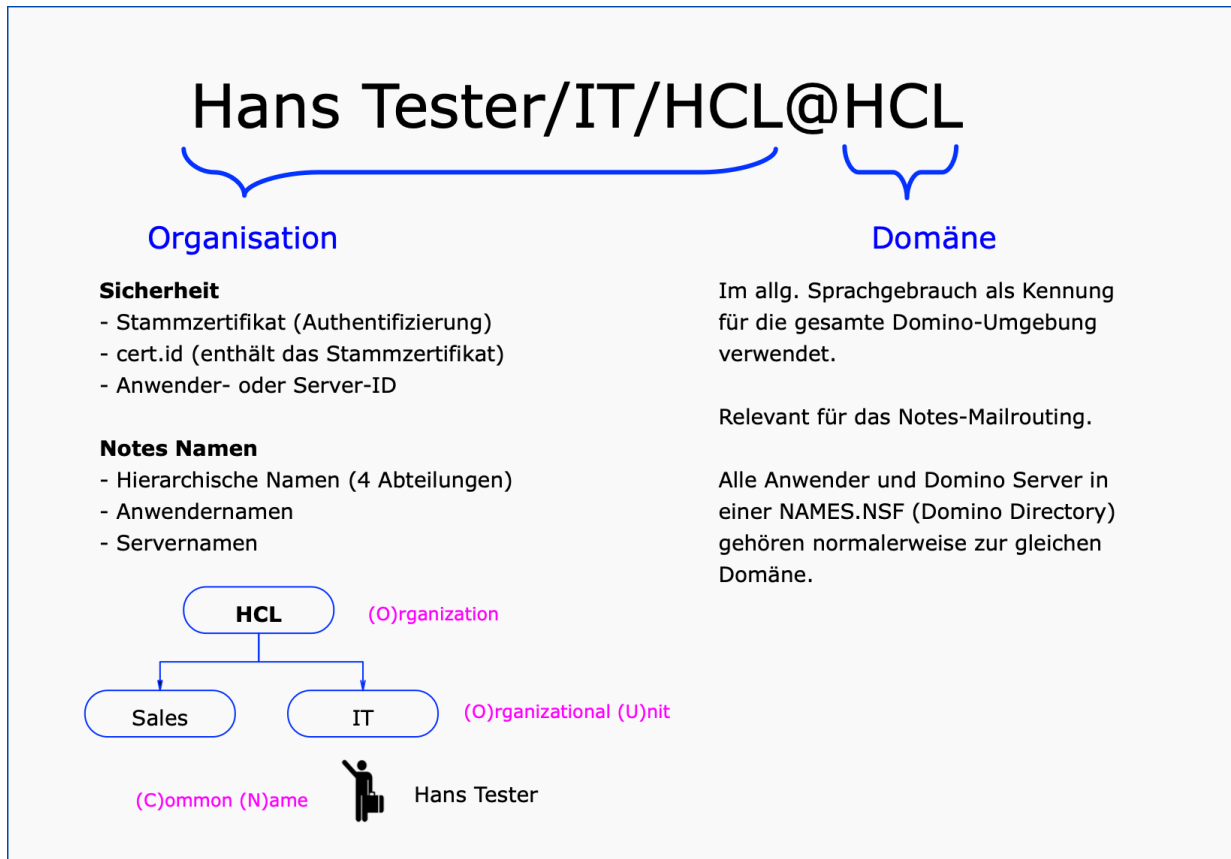 Hans Tester/IT/HCL@HCL
Organisation
Sicherheit
- Stammzertifikat (Authentifizierung)
- cert.id (enthält das Stammzertifikat)
- Anwender- oder Server-ID
Notes Namen
- Hierarchische Namen (4 Abteilungen)
- Anwendernamen
- Servernamen
Domäne
Im allg. Sprachgebrauch als Kennung
für die gesamte Domino-Umgebung
verwendet.
Relevant für das Notes-Mailrouting.
Alle Anwender und Domino Server in
einer NAMES.NSF (Domino Directory)
gehören normalerweise zur gleichen
Domäne.
HCL
(O)rganization
Sales
IT
(O)rganizational (U)nit
(C)ommon (N)ame
Hans Tester